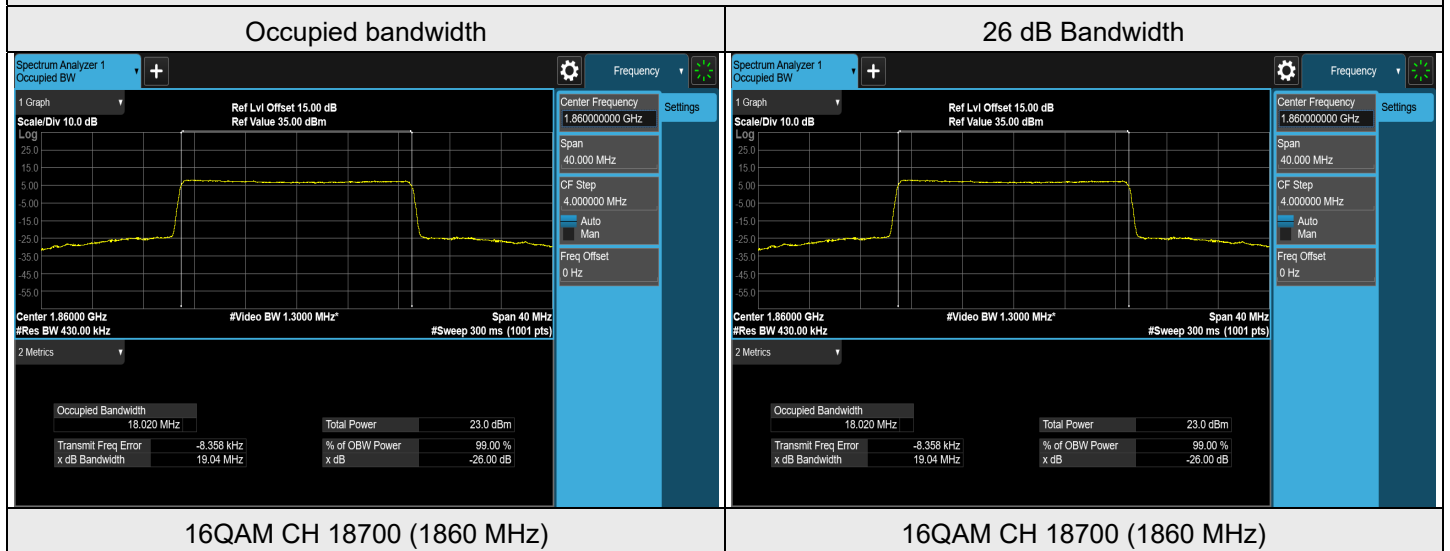 Occupied bandwidth
26 dB Bandwidth
Spectrum Analyzer 1
Occupied BW
Frequency
1 Graph
Scale/Div 10.0 dB
Ref Lvl Offset 15.00 dB
Ref Value 35.00 dBm
Log
25.0
15.0
5.00
-5.00
-15.0
-25.0
-35.0
-45.0
-55.0
Center 1.86000 GHz
#Video BW 1.3000 MHz*
Span 40 MHz
#Res BW 430.00 kHz
#Sweep 300 ms (1001 pts)
Center Frequency
1.860000000 GHz
Settings
Span
40.000 MHz
CF Step
4.000000 MHz
Auto
Man
Freq Offset
0 Hz
2 Metrics
Occupied Bandwidth
18.020 MHz
Total Power 23.0 dBm
Transmit Freq Error -8.358 kHz
% of OBW Power 99.00 %
x dB Bandwidth 19.04 MHz
x dB -26.00 dB
Spectrum Analyzer 1
Occupied BW
Frequency
1 Graph
Scale/Div 10.0 dB
Ref Lvl Offset 15.00 dB
Ref Value 35.00 dBm
Log
25.0
15.0
5.00
-5.00
-15.0
-25.0
-35.0
-45.0
-55.0
Center 1.86000 GHz
#Video BW 1.3000 MHz*
Span 40 MHz
#Res BW 430.00 kHz
#Sweep 300 ms (1001 pts)
Center Frequency
1.860000000 GHz
Settings
Span
40.000 MHz
CF Step
4.000000 MHz
Auto
Man
Freq Offset
0 Hz
2 Metrics
Occupied Bandwidth
18.020 MHz
Total Power 23.0 dBm
Transmit Freq Error -8.358 kHz
% of OBW Power 99.00 %
x dB Bandwidth 19.04 MHz
x dB -26.00 dB
16QAM CH 18700 (1860 MHz)
16QAM CH 18700 (1860 MHz)